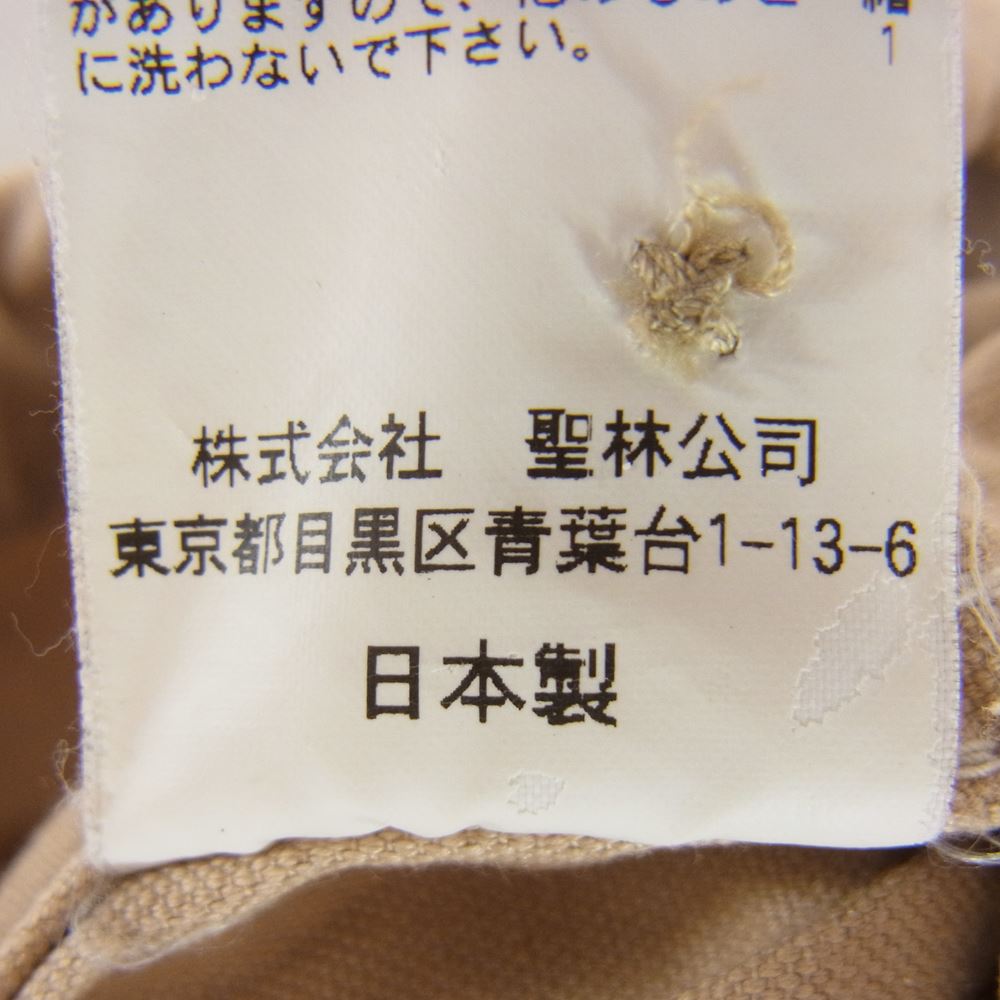 がありますので、他のものと
に洗わないで下さい。
1
株式会社 聖林公司
東京都目黒区青葉台1-13-6
日本製